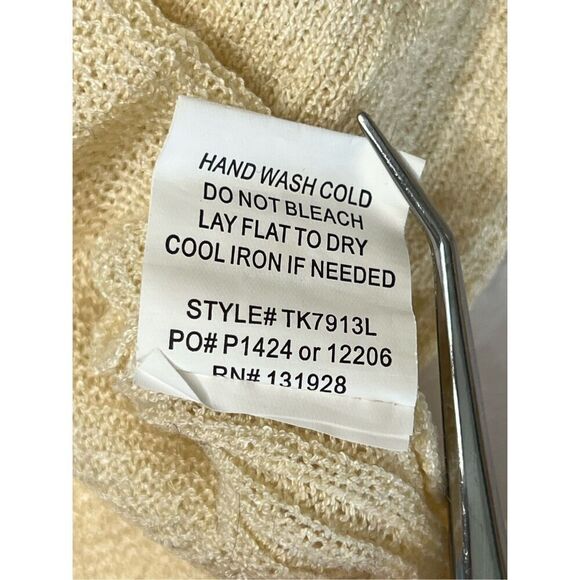 HAND WASH COLD
DO NOT BLEACH
LAY FLAT TO DRY
COOL IRON IF NEEDED
STYLE# TK7913L
PO# P1424 or 12206
RN# 131928